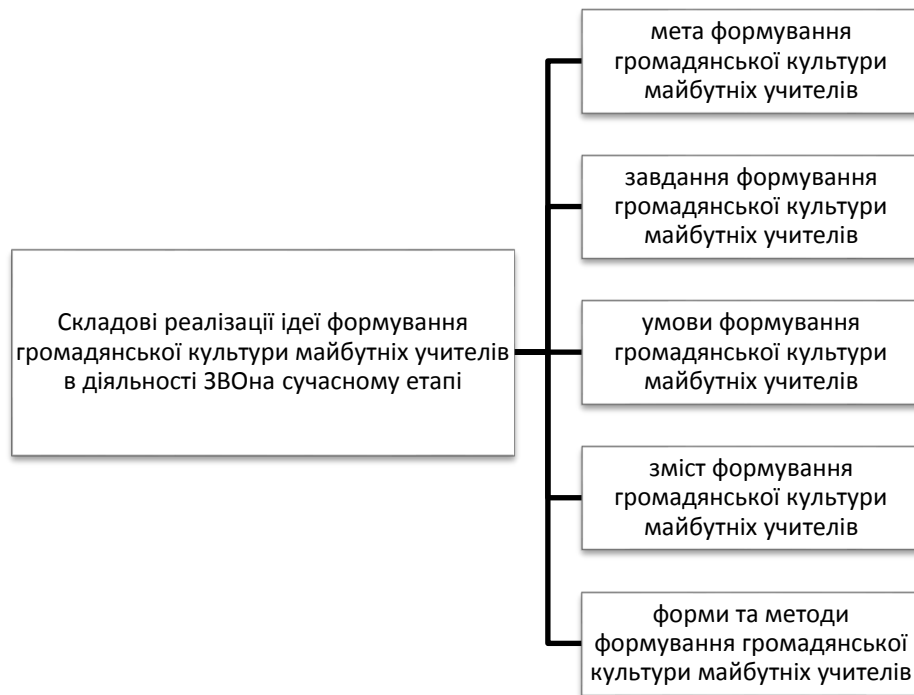 мета формування
громадянської культури
майбутніх учителів
завдання формування
громадянської культури
майбутніх учителів
Складові реалізації ідеї формування
громадянської культури майбутніх учителів
в діяльності ЗВОна сучасному етапі
умови формування
громадянської культури
майбутніх учителів
зміст формування
громадянської культури
майбутніх учителів
форми та методи
формування громадянської
культури майбутніх учителів